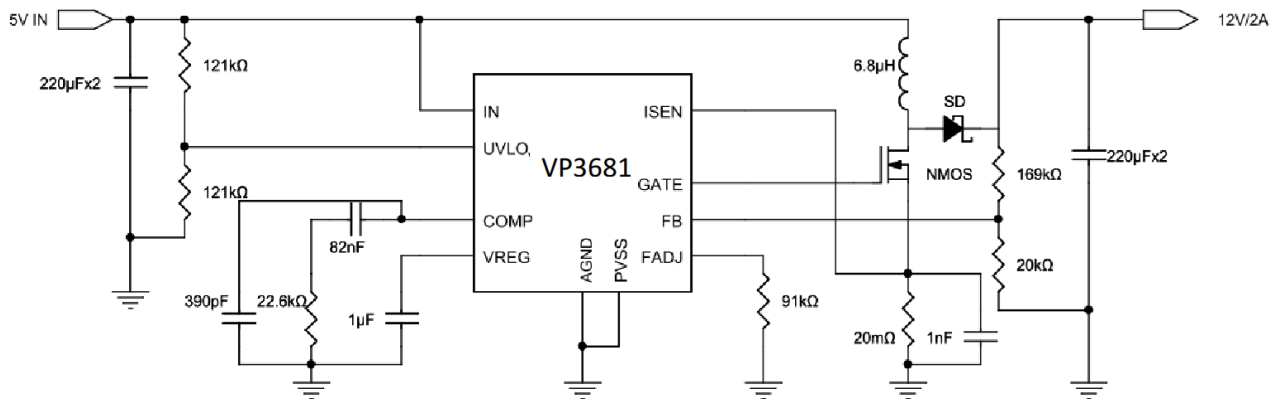 5V IN
12V/2A
121kΩ
6.8µH
220µFx2
SD
IN
ISEN
UVLO,
VP3681
NMOS
169kΩ
220µFx2
121kΩ
GATE
COMP
FB
82nF
VREG
AGND
PVSS
FADJ
20kΩ
390pF
22.6kΩ
1µF
91kΩ
20mΩ
1nF